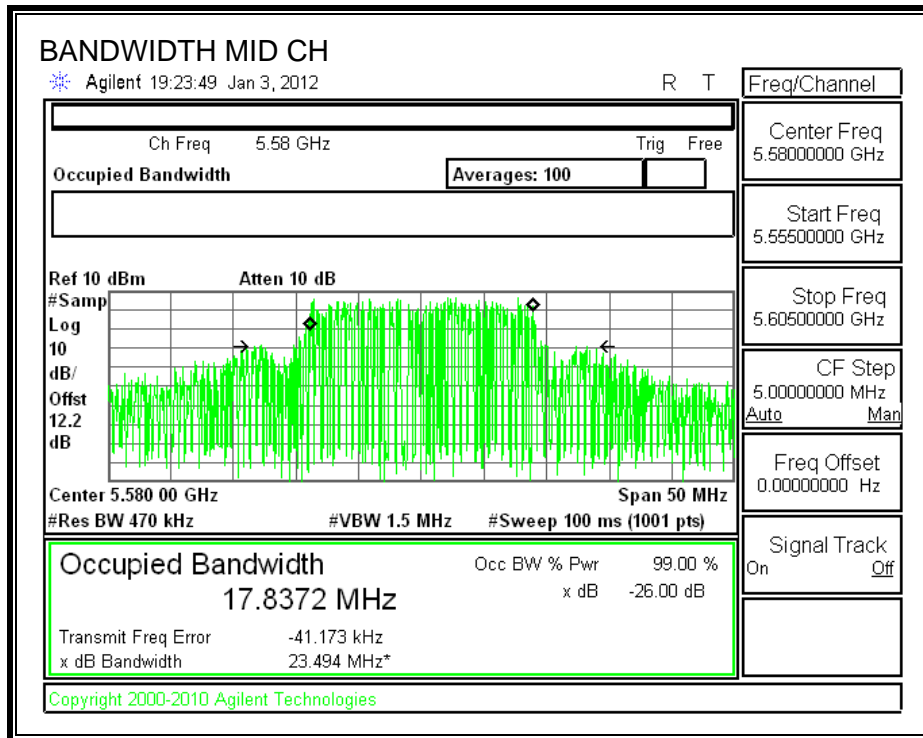 BANDWIDTH MID CH
Agilent 19:23:49 Jan 3, 2012
R T
Freq/Channel
Ch Freq 5.58 GHz
Trig Free
Occupied Bandwidth
Averages: 100
Center Freq
5.58000000 GHz
Start Freq
5.55500000 GHz
Stop Freq
5.60500000 GHz
CF Step
5.00000000 MHz
Auto Man
Freq Offset
0.00000000 Hz
Signal Track
On Off
Ref 10 dBm
Atten 10 dB
#Samp
Log
10
dB/
Offst
12.2
dB
Center 5.580 00 GHz
Span 50 MHz
#Res BW 470 kHz
#VBW 1.5 MHz
#Sweep 100 ms (1001 pts)
Occupied Bandwidth
17.8372 MHz
Occ BW % Pwr 99.00 %
x dB -26.00 dB
Transmit Freq Error -41.173 kHz
x dB Bandwidth 23.494 MHz*
Copyright 2000-2010 Agilent Technologies